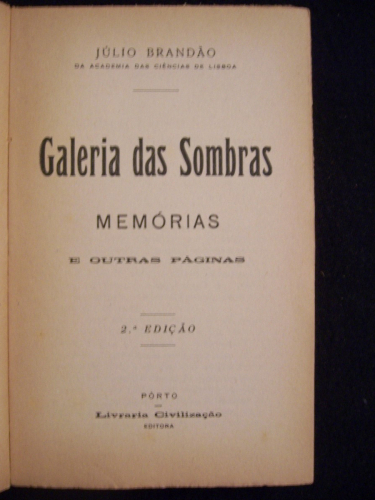 JÚLIO BRANDÃO
DA ACADEMIA DAS CIÊNCIAS DE LISBOA
Galeria das Sombras
MEMÓRIAS
E OUTRAS PÁGINAS
2.ª EDIÇÃO
PÔRTO
Livraria Civilização
EDITORA